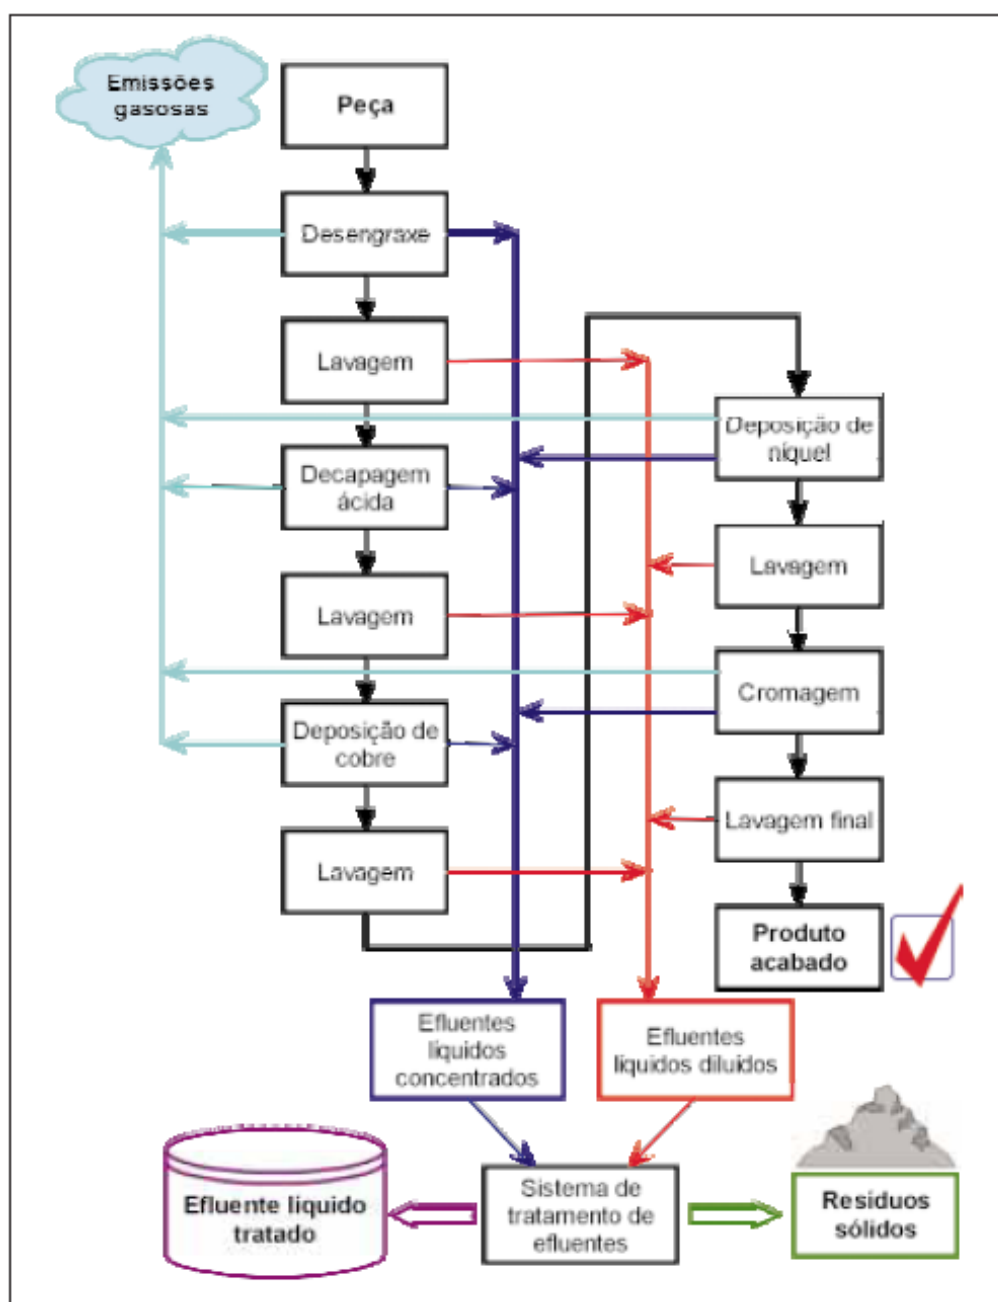 Emissões
gasosas
Peça
Desengraxe
Lavagem
Decapagem
ácida
Lavagem
Deposição de
cobre
Lavagem
Deposição de
níquel
Lavagem
Cromagem
Lavagem final
Produto
acabado
Efluentes
líquidos
concentrados
Efluentes
líquidos diluídos
Sistema de
tratamento de
efluentes
Efluente líquido
tratado
Resíduos
sólidos